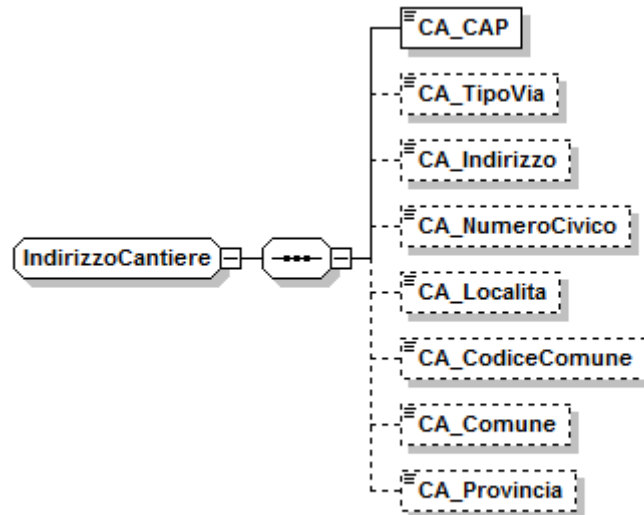 CA_CAP
CA_TipoVia
CA_Indirizzo
CA_NumeroCivico
IndirizzoCantiere
CA_Localita
CA_CodiceComune
CA_Comune
CA_Provincia